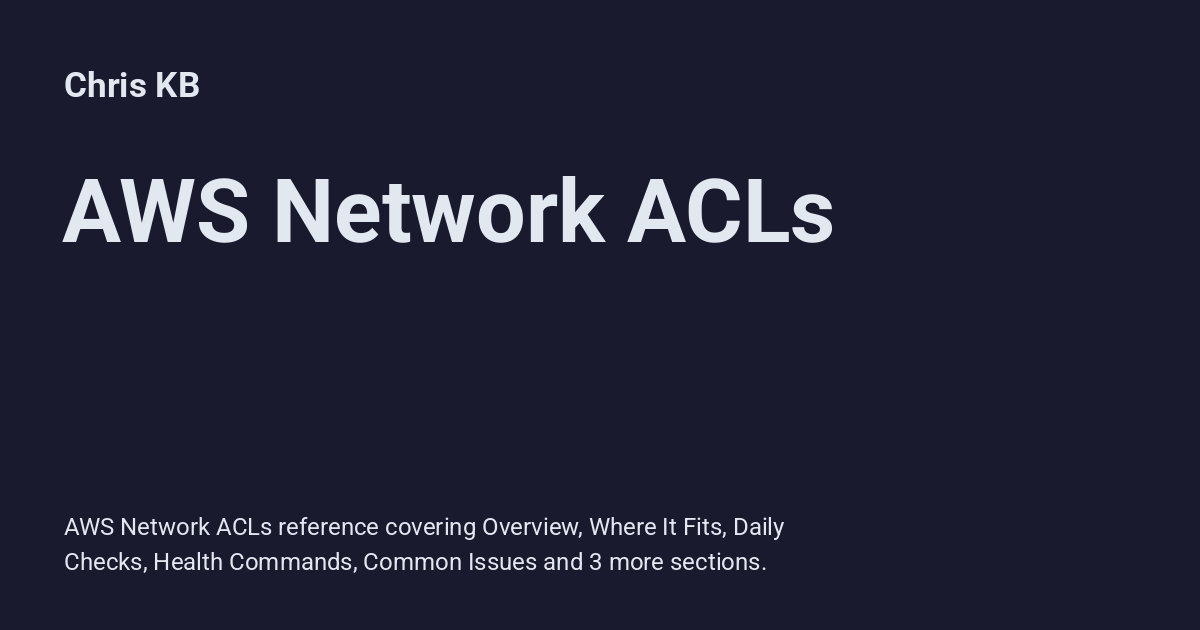 Chris KB
AWS Network ACLs
AWS Network ACLs reference covering Overview, Where It Fits, Daily
Checks, Health Commands, Common Issues and 3 more sections.